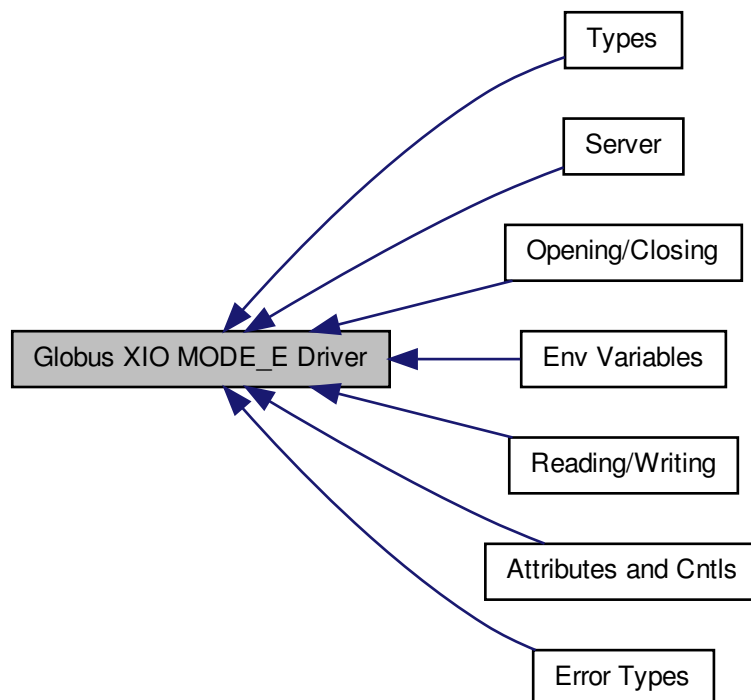 Types
Server
Opening/Closing
Globus XIO MODE_E Driver
Env Variables
Reading/Writing
Attributes and Cntls
Error Types